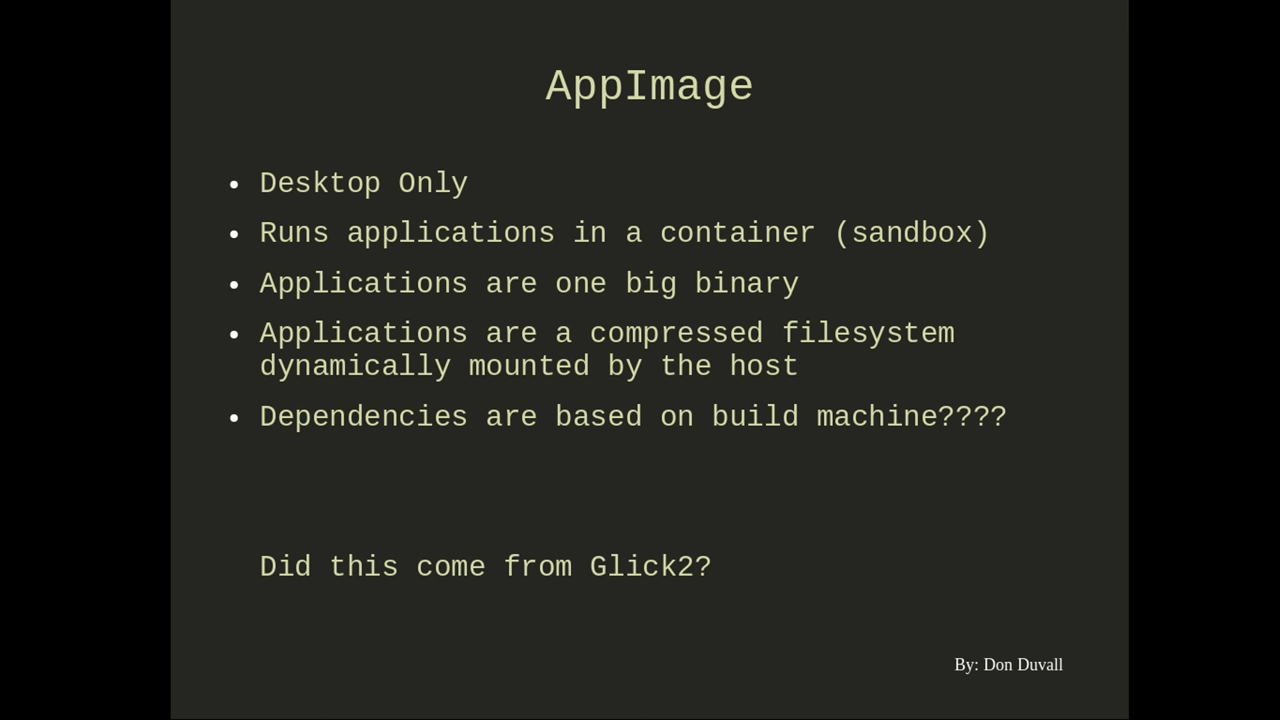 AppImage
• Desktop Only
• Runs applications in a container (sandbox)
• Applications are one big binary
• Applications are a compressed filesystem
dynamically mounted by the host
• Dependencies are based on build machine????
Did this come from Glick2?
By: Don Duvall